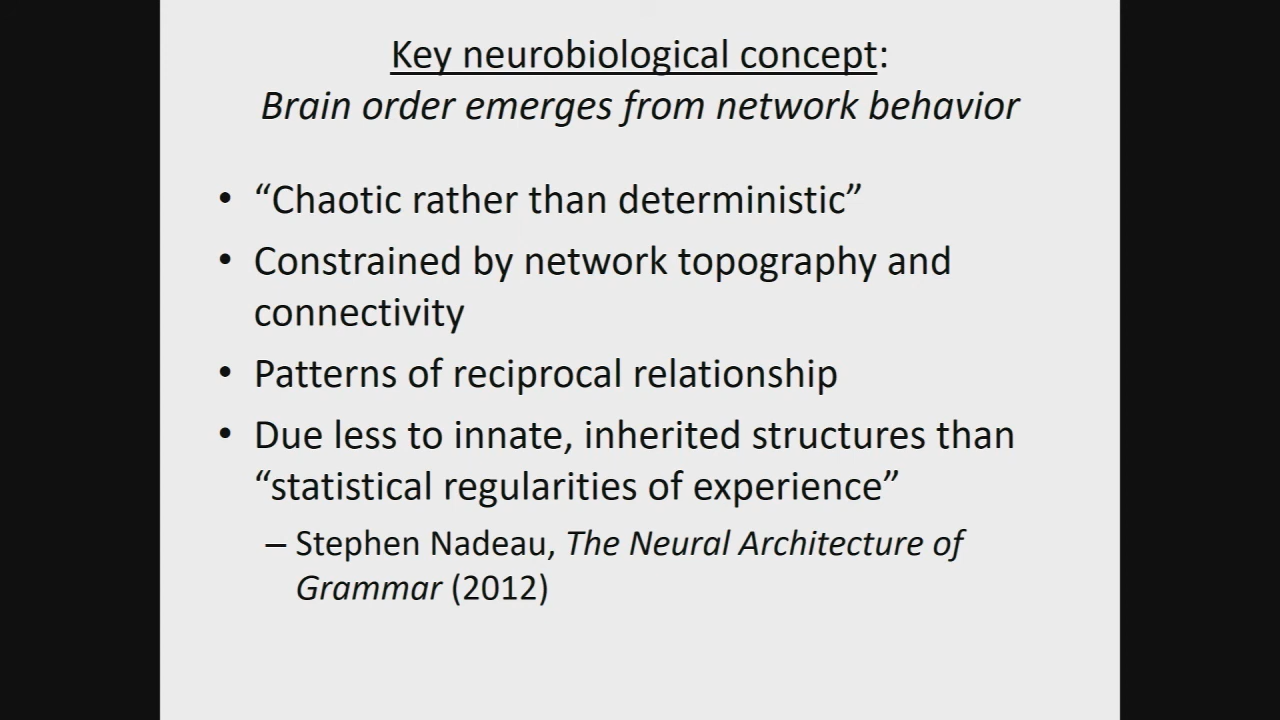 Key neurobiological concept:
Brain order emerges from network behavior
• “Chaotic rather than deterministic”
• Constrained by network topography and
connectivity
• Patterns of reciprocal relationship
• Due less to innate, inherited structures than
“statistical regularities of experience”
– Stephen Nadeau, The Neural Architecture of
Grammar (2012)